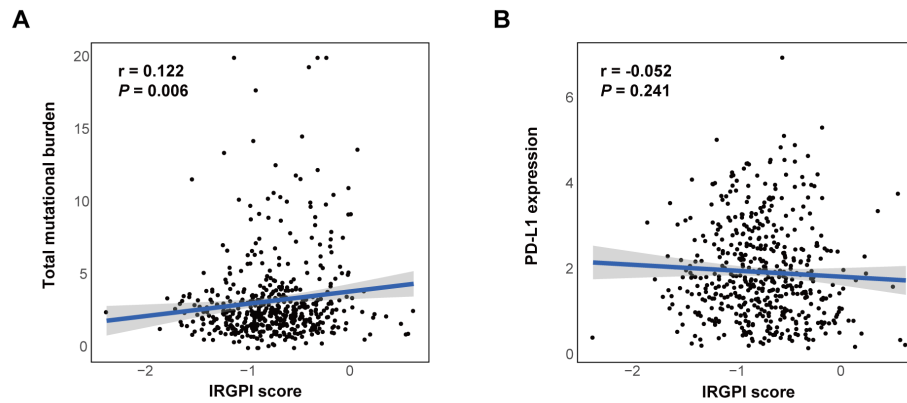 A
r = 0.122
P = 0.006
Total mutational burden
20
15
10
5
0
−2
−1
0
IRGPI score
B
r = -0.052
P = 0.241
PD-L1 expression
6
4
2
0
−2
−1
0
IRGPI score